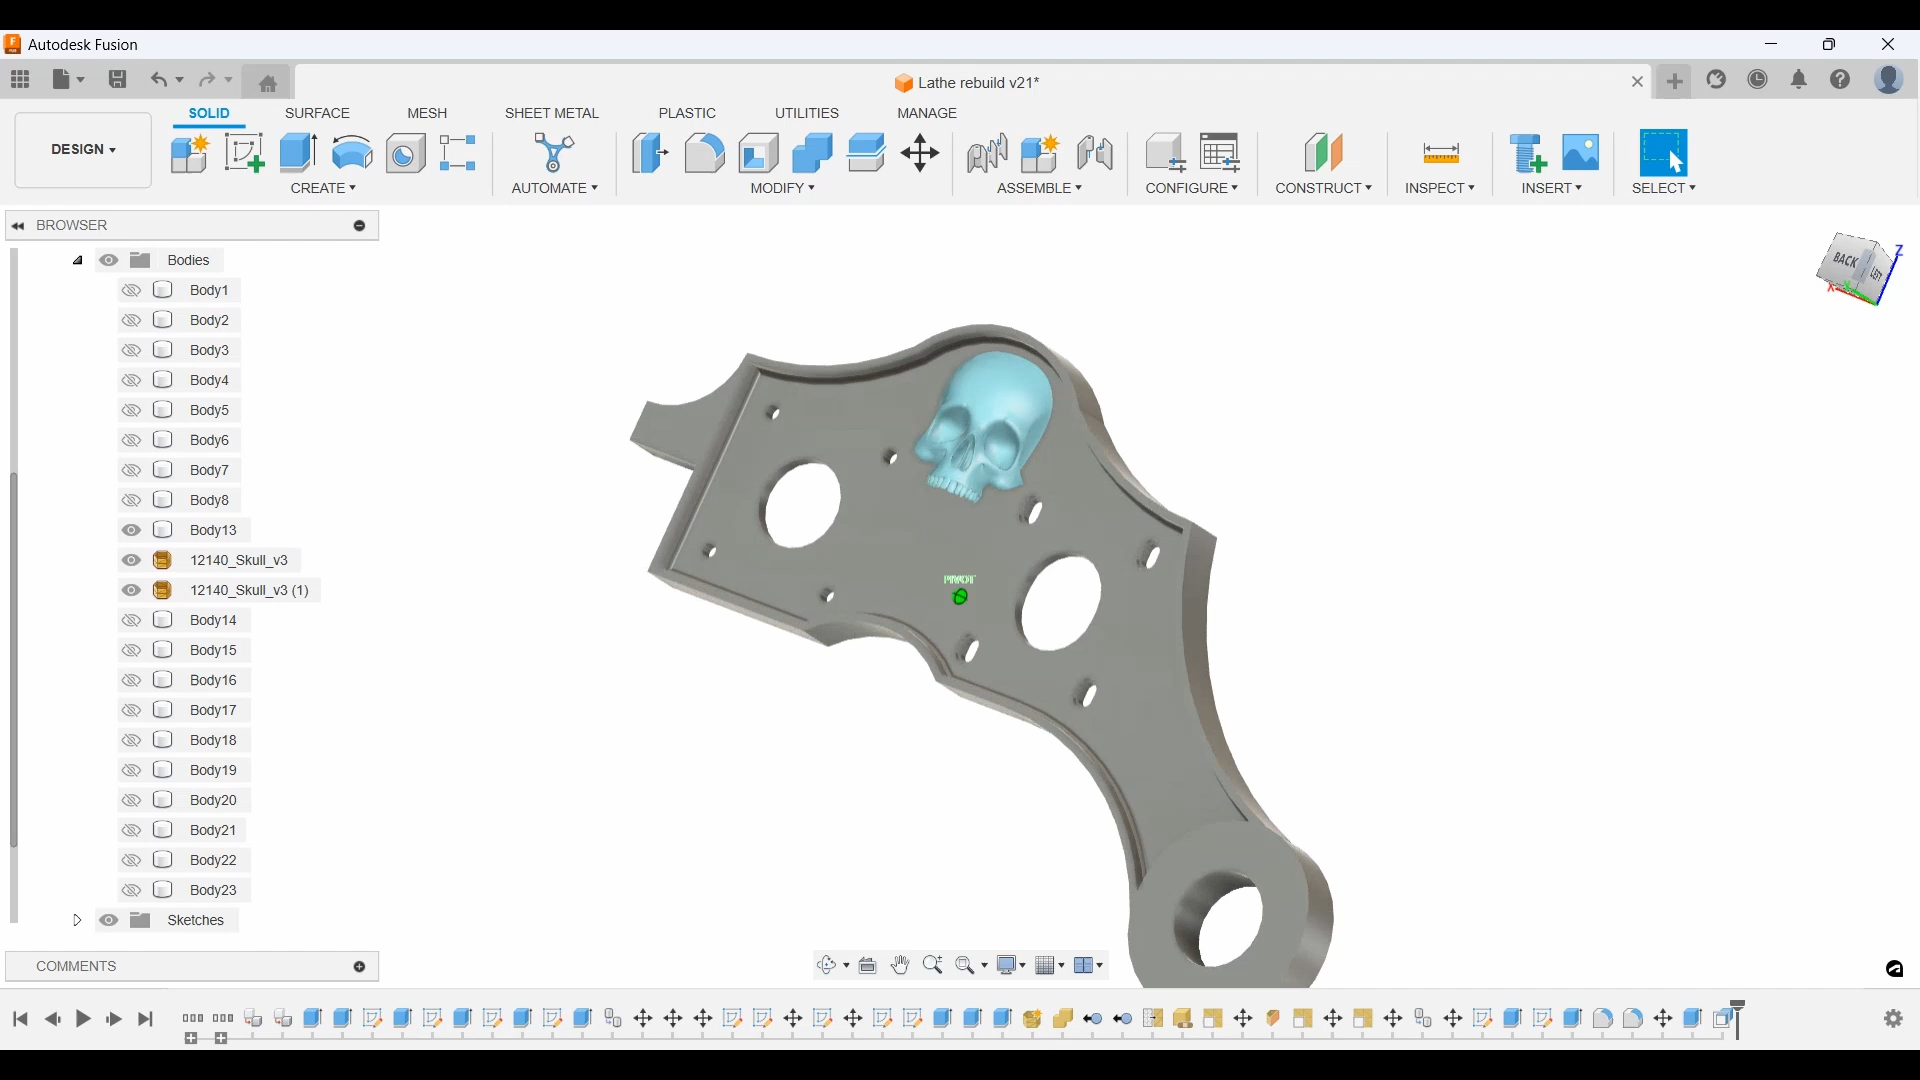 Autodesk Fusion
Lathe rebuild v21*
SOLID
SURFACE
MESH
SHEET METAL
PLASTIC
UTILITIES
MANAGE
DESIGN
CREATE
AUTOMATE
MODIFY
ASSEMBLE
CONFIGURE
CONSTRUCT
INSPECT
INSERT
SELECT
BROWSER
Bodies
Body1
Body2
Body3
Body4
Body5
Body6
Body7
Body8
Body13
12140_Skull_v3
12140_Skull_v3 (1)
Body14
Body15
Body16
Body17
Body18
Body19
Body20
Body21
Body22
Body23
Sketches
COMMENTS
BACK
LEFT
Z
X
PIVOT